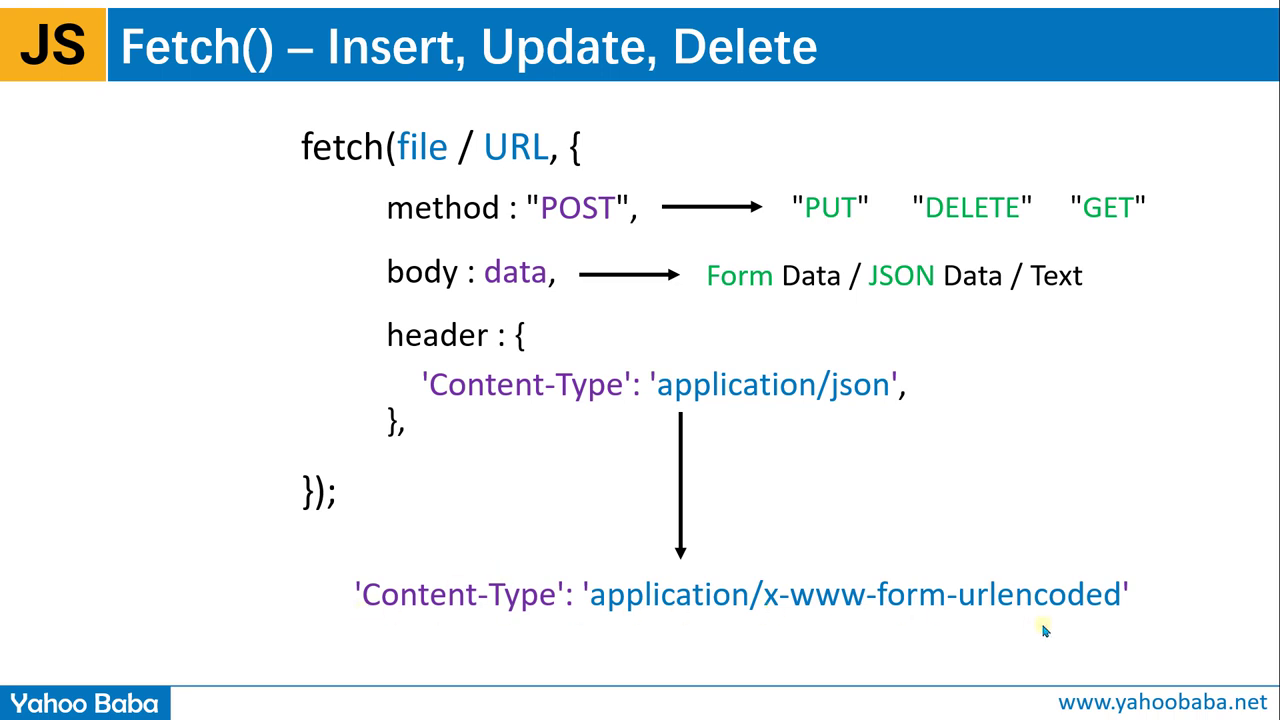 JS Fetch() – Insert, Update, Delete
fetch(file / URL, {
method : "POST", "PUT" "DELETE" "GET"
body : data, Form Data / JSON Data / Text
header : {
'Content-Type': 'application/json',
},
});
'Content-Type': 'application/x-www-form-urlencoded'
Yahoo Baba www.yahoobaba.net